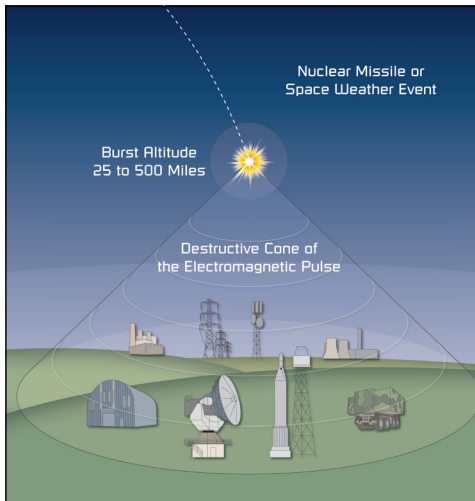 Nuclear Missile or
Space Weather Event
Burst Altitude
25 to 500 Miles
Destructive Cone of
the Electromagnetic Pulse